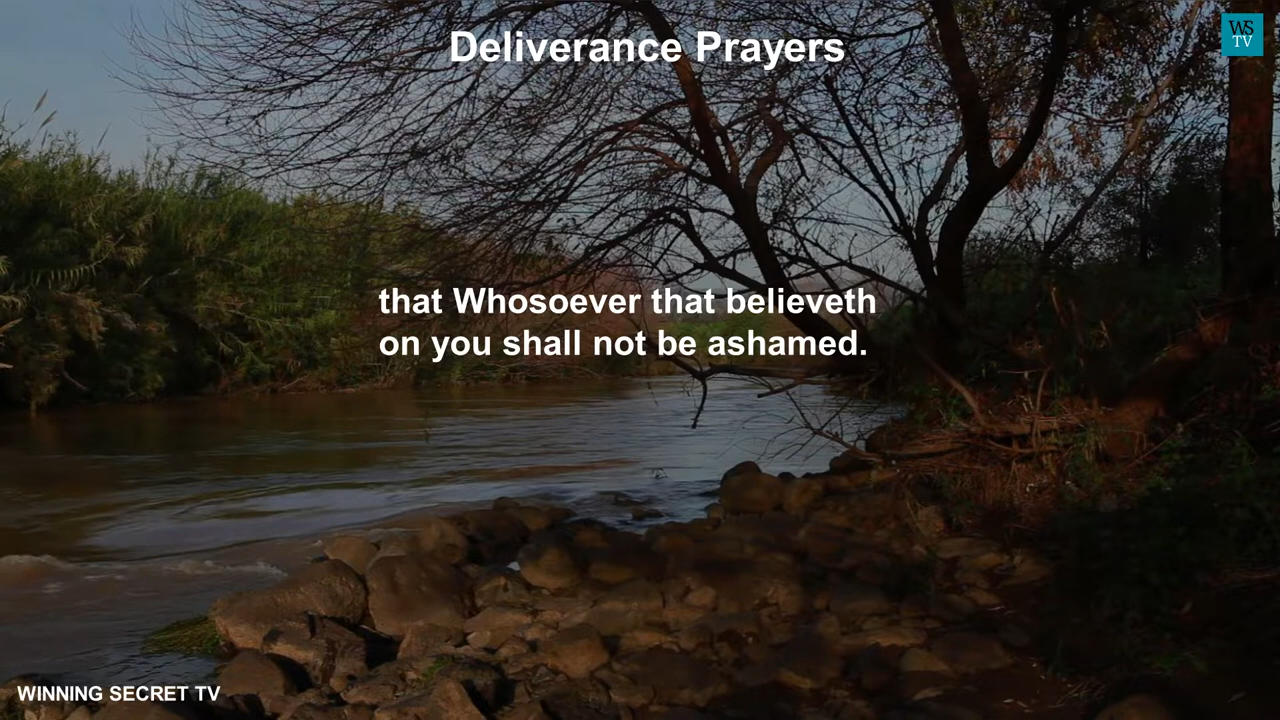 Deliverance Prayers
WS
TV
that Whosoever that believeth
on you shall not be ashamed.
WINNING SECRET TV